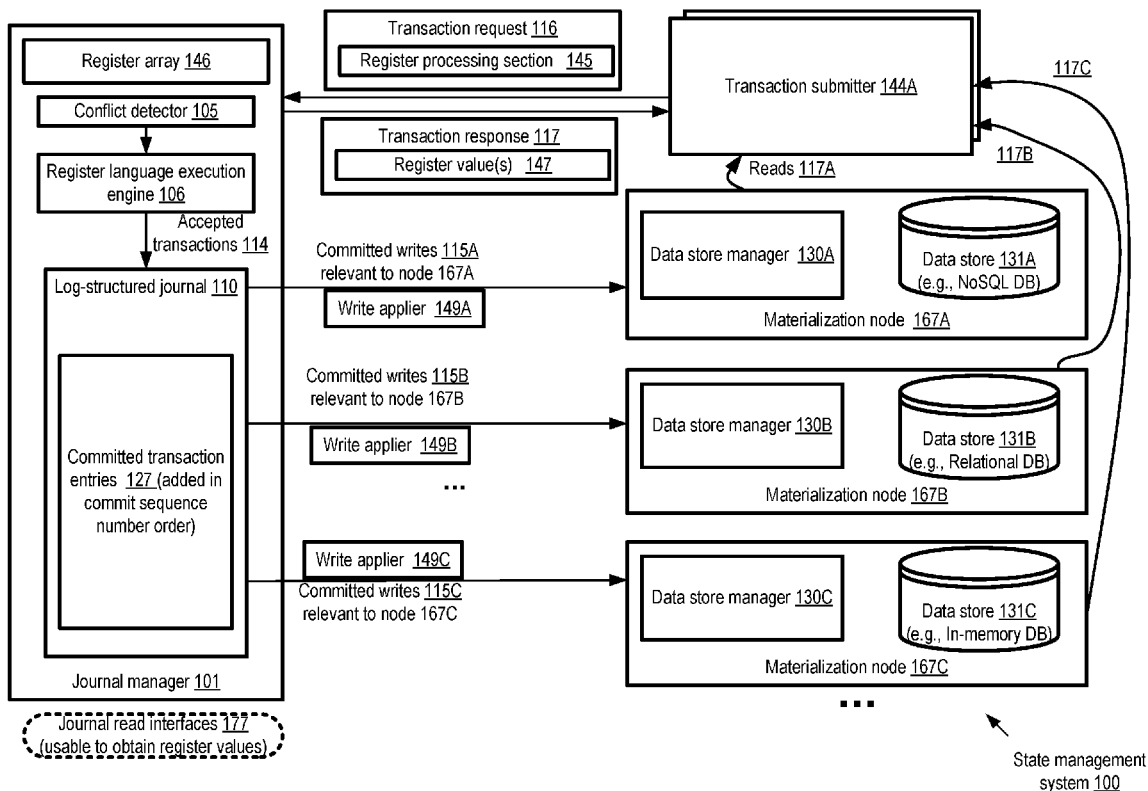 Register array 146
Conflict detector 105
Register language execution
engine 106
Accepted
transactions 114
Log-structured journal 110
Committed transaction
entries 127 (added in
commit sequence
number order)
Journal manager 101
Journal read interfaces 177
(usable to obtain register values)
Transaction request 116
Register processing section 145
Transaction response 117
Register value(s) 147
Transaction submitter 144A
117C
117B
Reads 117A
Committed writes 115A
relevant to node 167A
Write applier 149A
Data store manager 130A
Data store 131A
(e.g., NoSQL DB)
Materialization node 167A
Committed writes 115B
relevant to node 167B
Write applier 149B
...
Data store manager 130B
Data store 131B
(e.g., Relational DB)
Materialization node 167B
...
Write applier 149C
Committed writes 115C
relevant to node 167C
Data store manager 130C
Data store 131C
(e.g., In-memory DB)
Materialization node 167C
...
State management
system 100